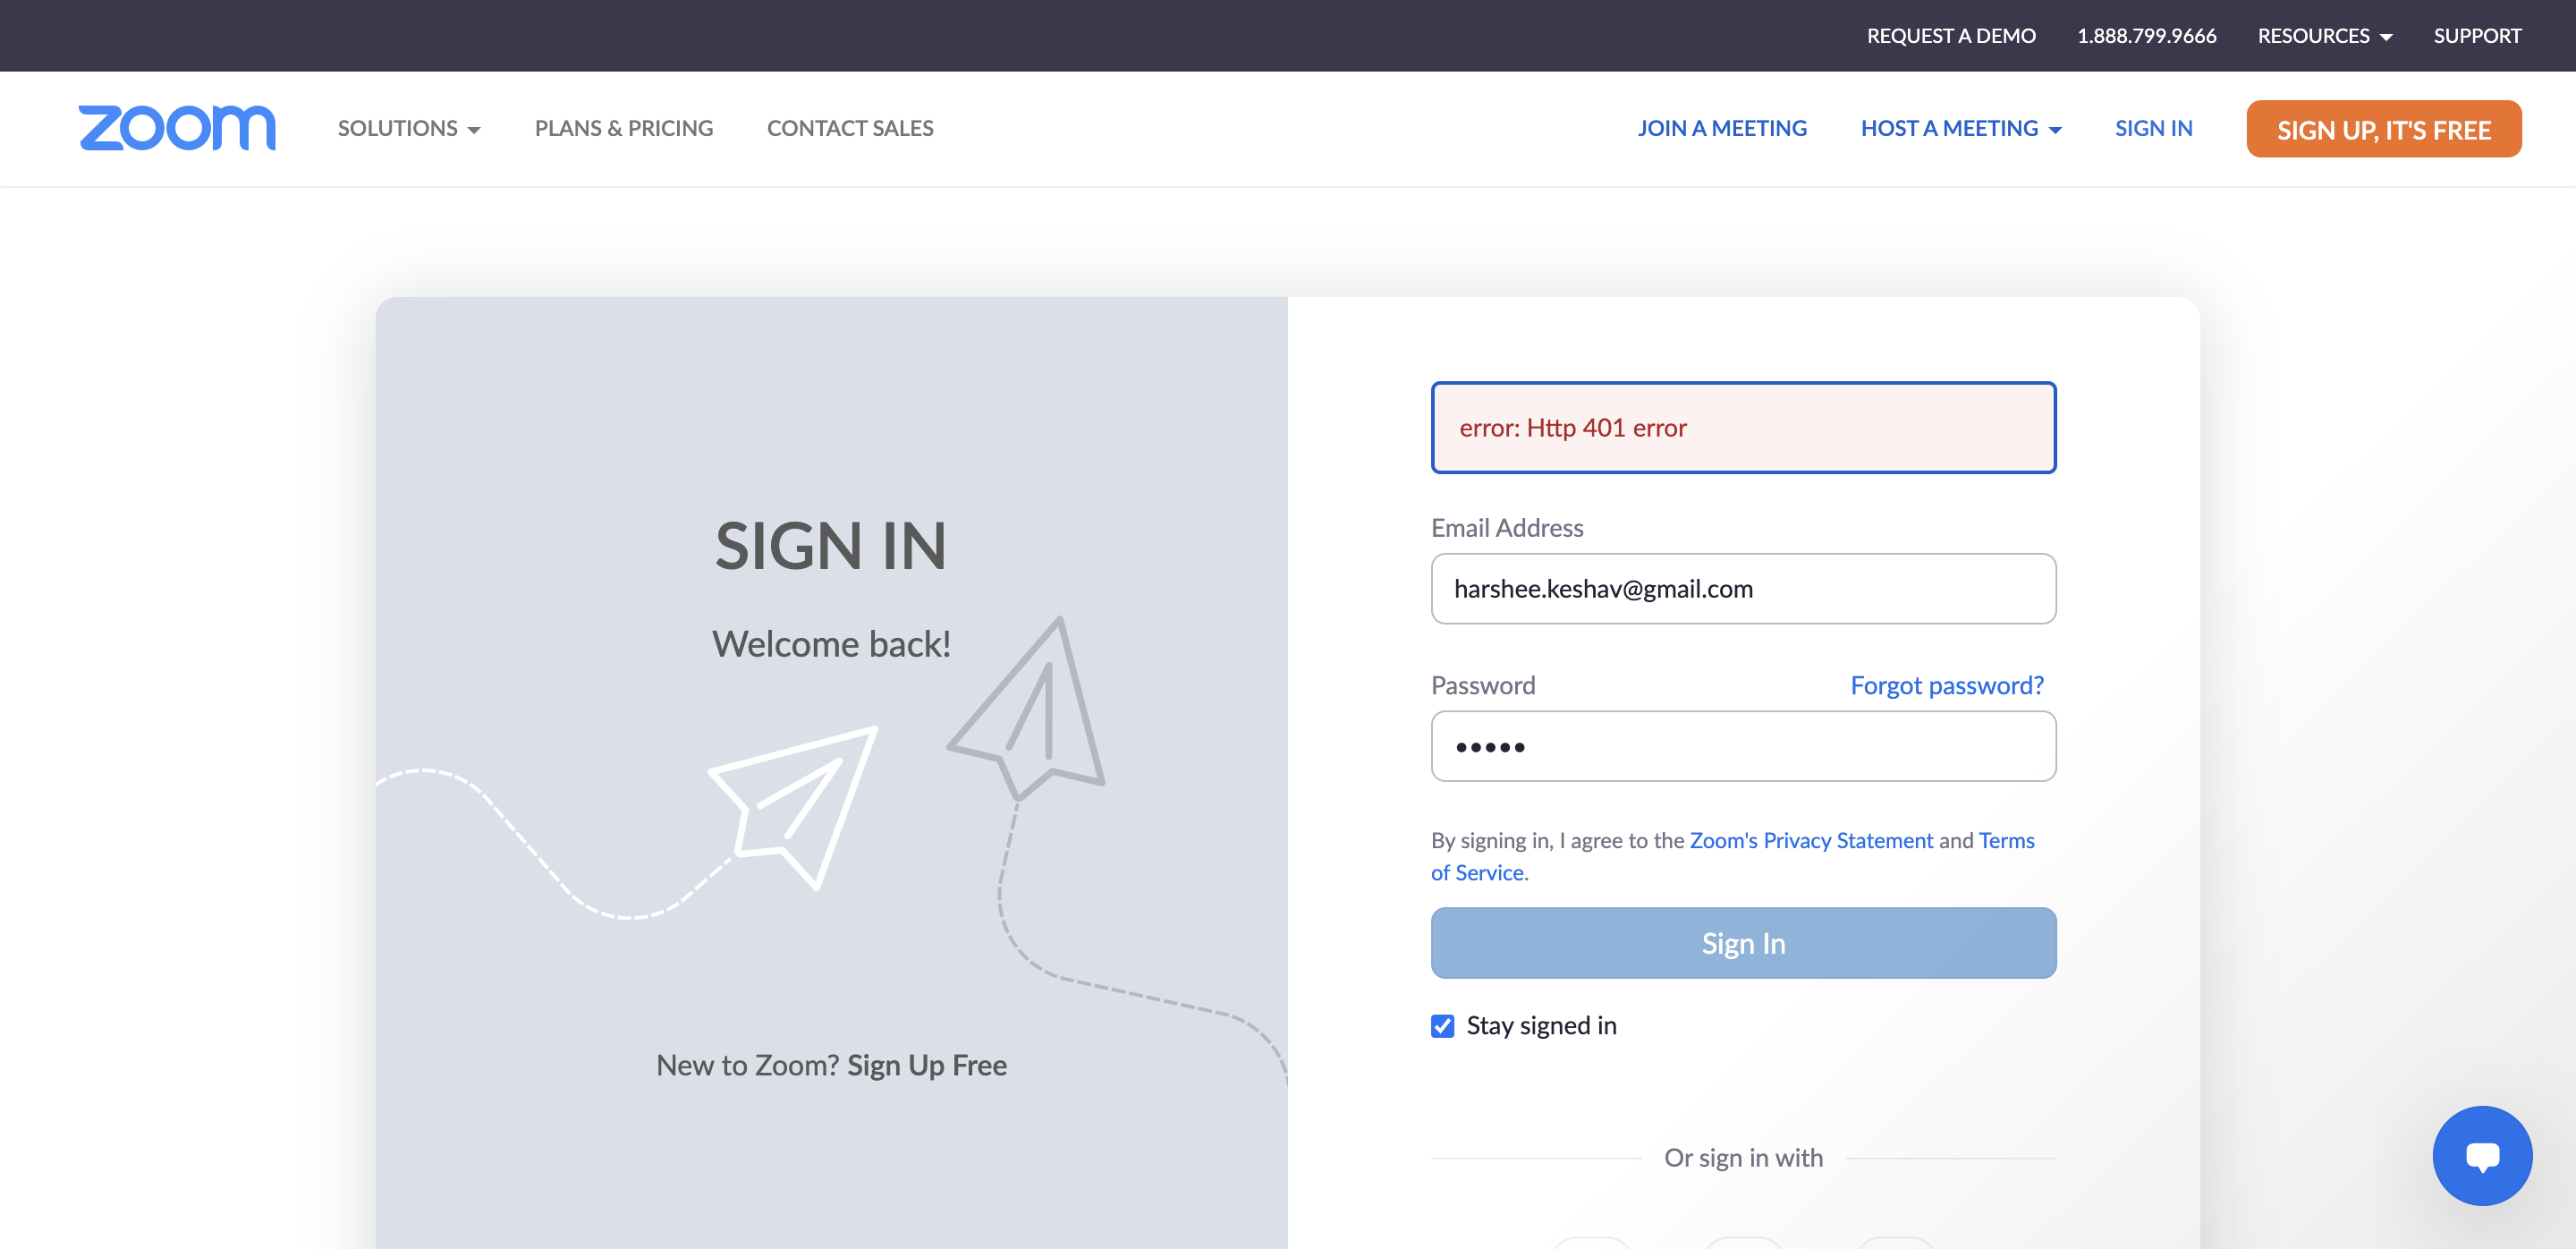 REQUEST A DEMO 1.888.799.9666 RESOURCES SUPPORT
zoom SOLUTIONS PLANS & PRICING CONTACT SALES JOIN A MEETING HOST A MEETING SIGN IN SIGN UP, IT'S FREE
SIGN IN
Welcome back!
New to Zoom? Sign Up Free
error: Http 401 error
Email Address
harshee.keshav@gmail.com
Password Forgot password?
•••••
By signing in, I agree to the Zoom's Privacy Statement and Terms
of Service.
Sign In
Stay signed in
Or sign in with